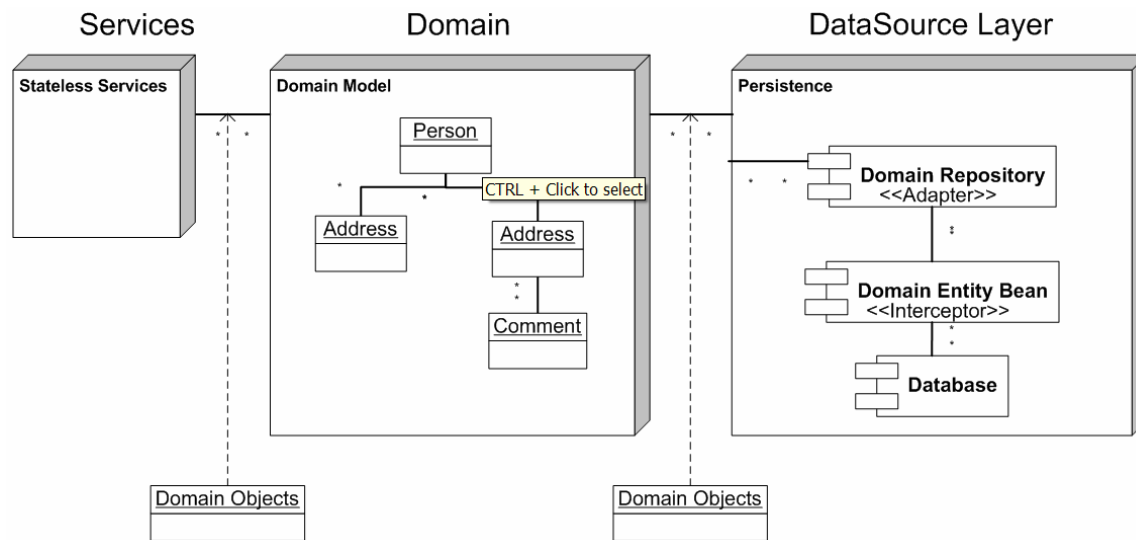 Services
Domain
DataSource Layer
Stateless Services
Domain Model
Persistence
* *
* *
Person
* *
Domain Repository
<<Adapter>>
CTRL + Click to select
* *
Address
Address
*
*
*
*
Domain Entity Bean
<<Interceptor>>
Comment
*
*
Database
Domain Objects
Domain Objects